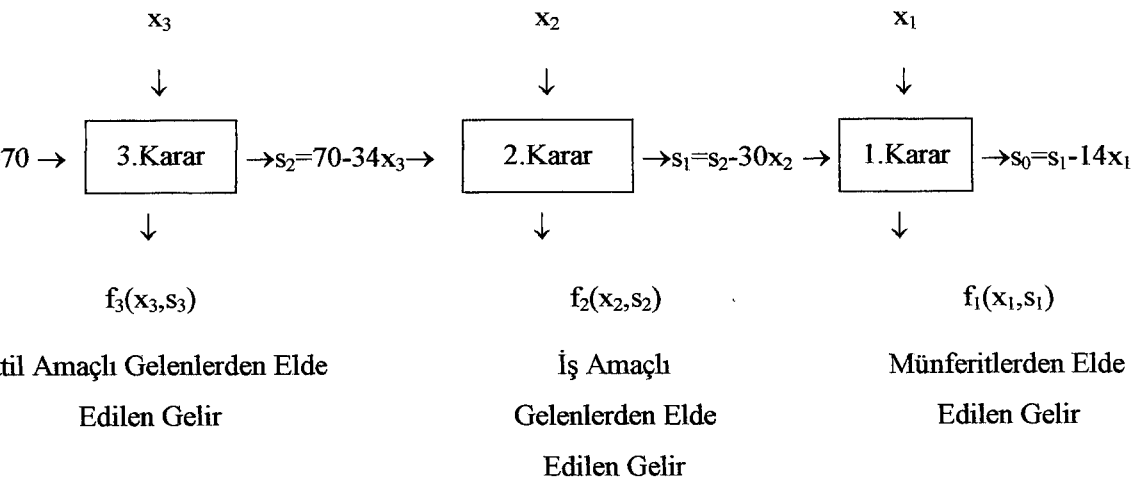 x₃ x₂ x₁
↓ ↓ ↓
70 → 3.Karar →s₂=70-34x₃→ 2.Karar →s₁=s₂-30x₂ → 1.Karar →s₀=s₁-14x₁
↓ ↓ ↓
f₃(x₃,s₃) f₂(x₂,s₂) f₁(x₁,s₁)
til Amaçlı Gelenlerden Elde İş Amaçlı Münferitlerden Elde
Edilen Gelir Gelenlerden Elde Edilen Gelir
Edilen Gelir